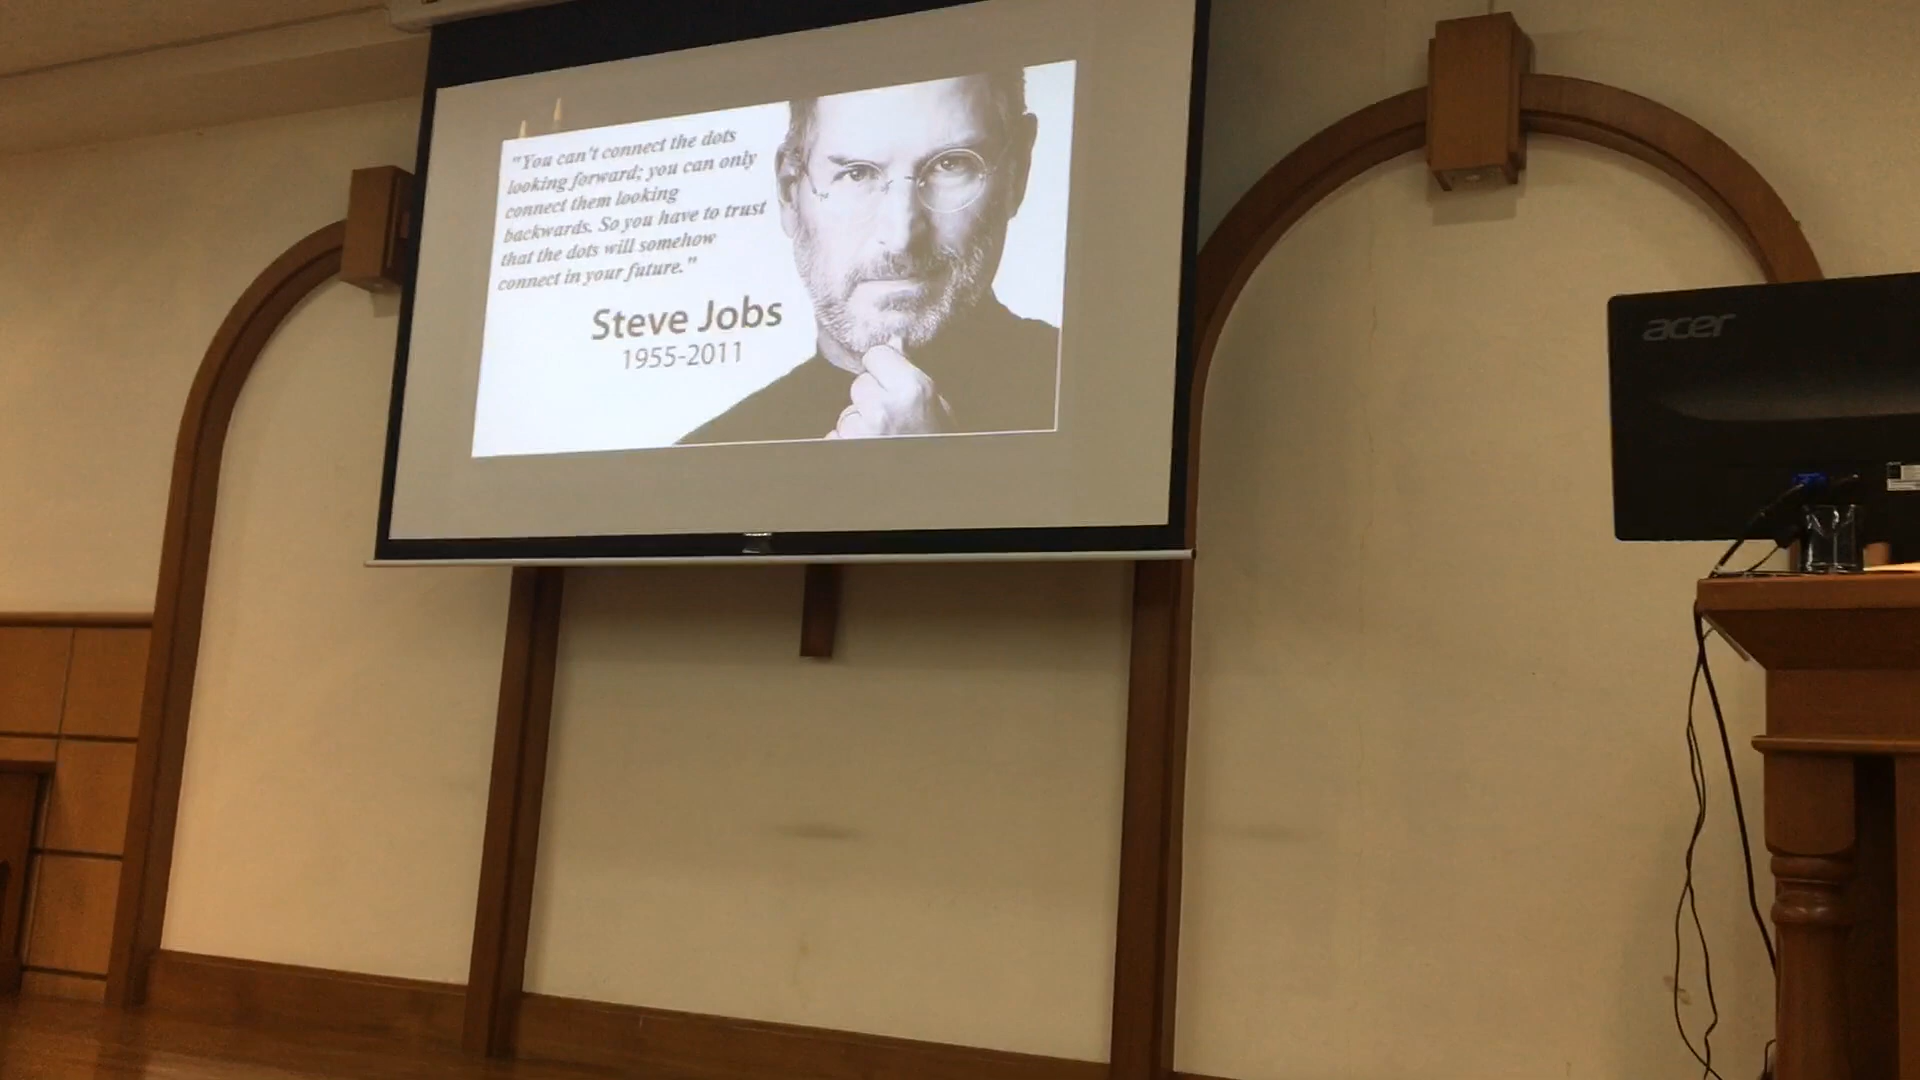 "You can't connect the dots
looking forward; you can only
connect them looking
backwards. So you have to trust
that the dots will somehow
connect in your future."
Steve Jobs
1955-2011
acer